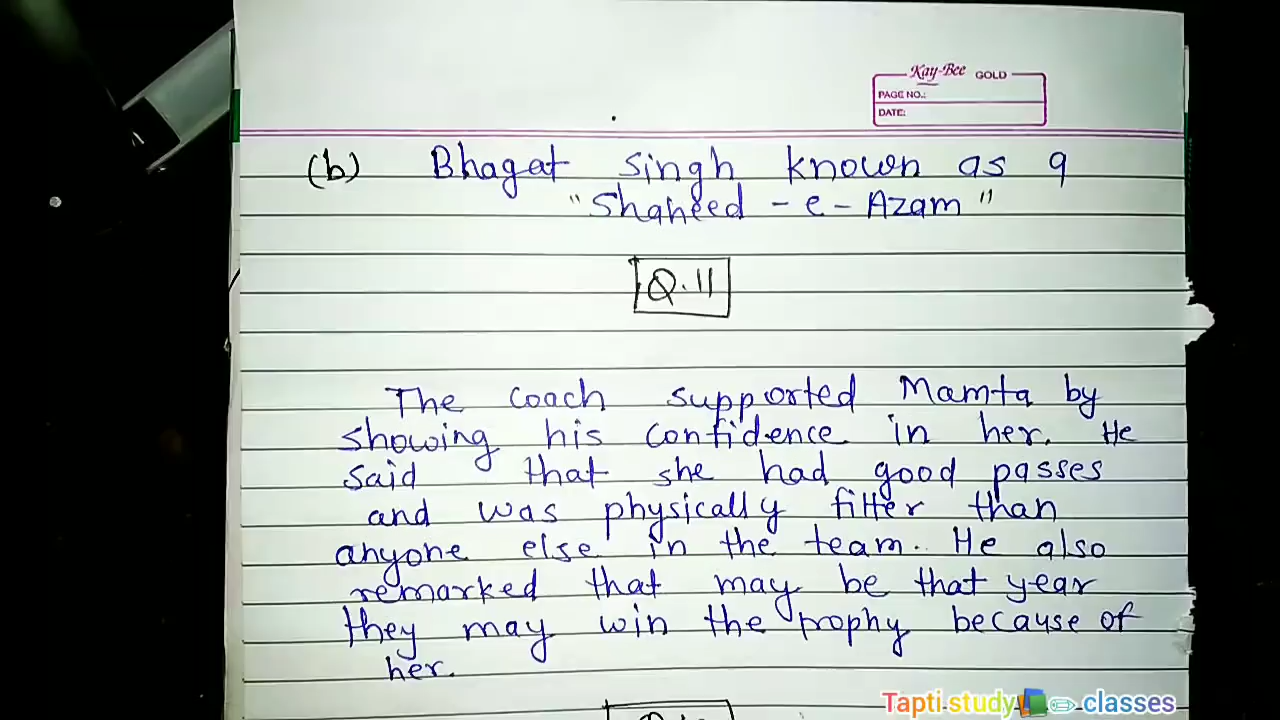 Kay-Bee GOLD
PAGE NO.:
DATE:
(b) Bhagat singh known as a
"Shaheed - e - Azam"
Q.11
The coach supported Mamta by
showing his confidence in her. He
said that she had good passes
and was physically fitter than
anyone else in the team. He also
remarked that may be that year
they may win the prophy because of
her.
Tapti study classes